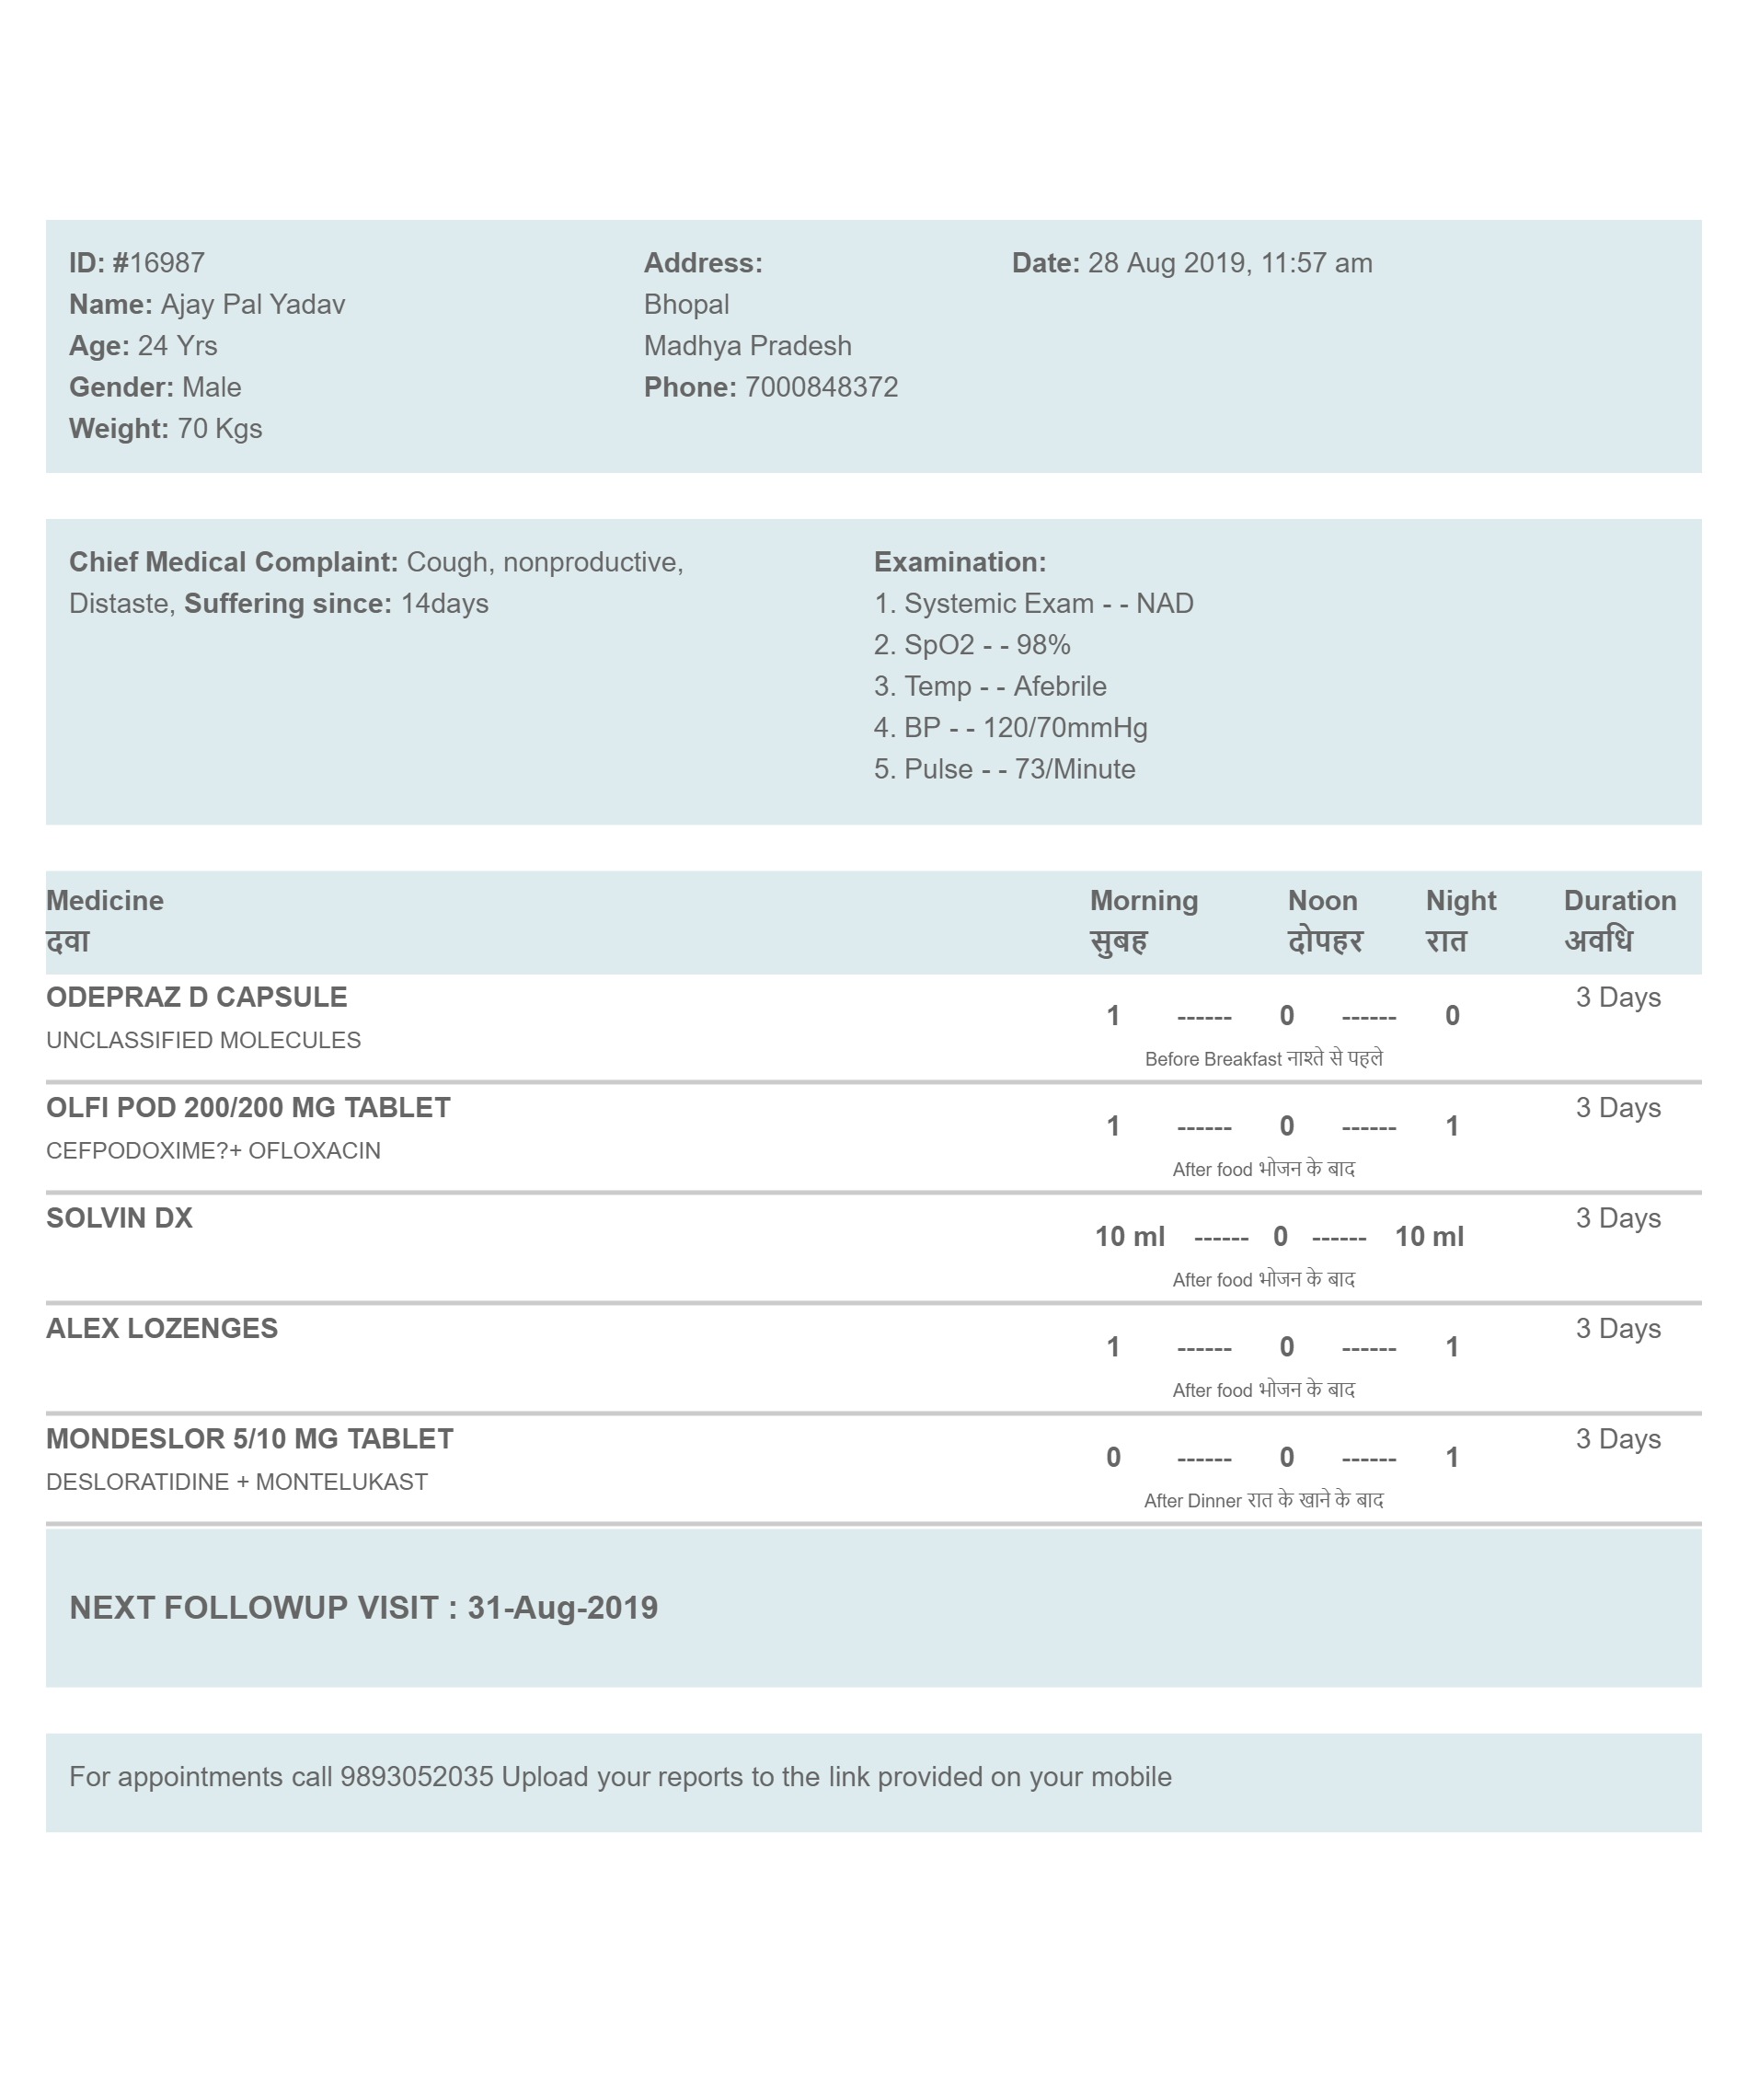 ID: #16987
Name: Ajay Pal Yadav
Age: 24 Yrs
Gender: Male
Weight: 70 Kgs
Address:
Bhopal
Madhya Pradesh
Phone: 7000848372
Date: 28 Aug 2019, 11:57 am
Chief Medical Complaint: Cough, nonproductive,
Distaste, Suffering since: 14days
Examination:
1. Systemic Exam - - NAD
2. SpO2 - - 98%
3. Temp - - Afebrile
4. BP - - 120/70mmHg
5. Pulse - - 73/Minute
Medicine Morning Noon Night Duration
दवा सुबह दोपहर रात अवधि
ODEPRAZ D CAPSULE 3 Days
1 ------ 0 ------ 0
UNCLASSIFIED MOLECULES
Before Breakfast नाश्ते से पहले
OLFI POD 200/200 MG TABLET 3 Days
1 ------ 0 ------ 1
CEFPODOXIME?+ OFLOXACIN
After food भोजन के बाद
SOLVIN DX 3 Days
10 ml ------ 0 ------ 10 ml
After food भोजन के बाद
ALEX LOZENGES 3 Days
1 ------ 0 ------ 1
After food भोजन के बाद
MONDESLOR 5/10 MG TABLET 3 Days
0 ------ 0 ------ 1
DESLORATIDINE + MONTELUKAST
After Dinner रात के खाने के बाद
NEXT FOLLOWUP VISIT : 31-Aug-2019
For appointments call 9893052035 Upload your reports to the link provided on your mobile